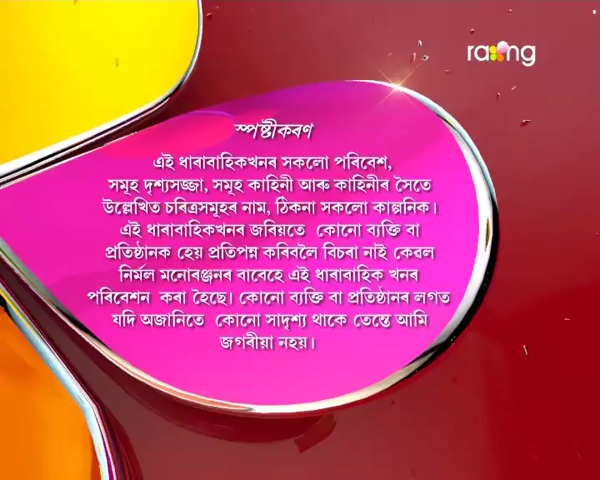 raing
স্পষ্টীকৰণ
এই ধাৰাবাহিকখনৰ সকলো পৰিবেশ,
সমূহ দৃশ্যসজ্জা, সমূহ কাহিনী আৰু কাহিনীৰ সৈতে
উল্লেখিত চৰিত্ৰসমূহৰ নাম, ঠিকনা সকলো কাল্পনিক।
এই ধাৰাবাহিকখনৰ জৰিয়তে কোনো ব্যক্তি বা
প্ৰতিষ্ঠানক হেয় প্ৰতিপন্ন কৰিবলৈ বিচৰা নাই কেৱল
নিৰ্মল মনোৰঞ্জনৰ বাবেহে এই ধাৰাবাহিক খনৰ
পৰিবেশন কৰা হৈছে। কোনো ব্যক্তি বা প্ৰতিষ্ঠানৰ লগত
যদি অজানিতে কোনো সাদৃশ্য থাকে তেন্তে আমি
জগৰীয়া নহয়।